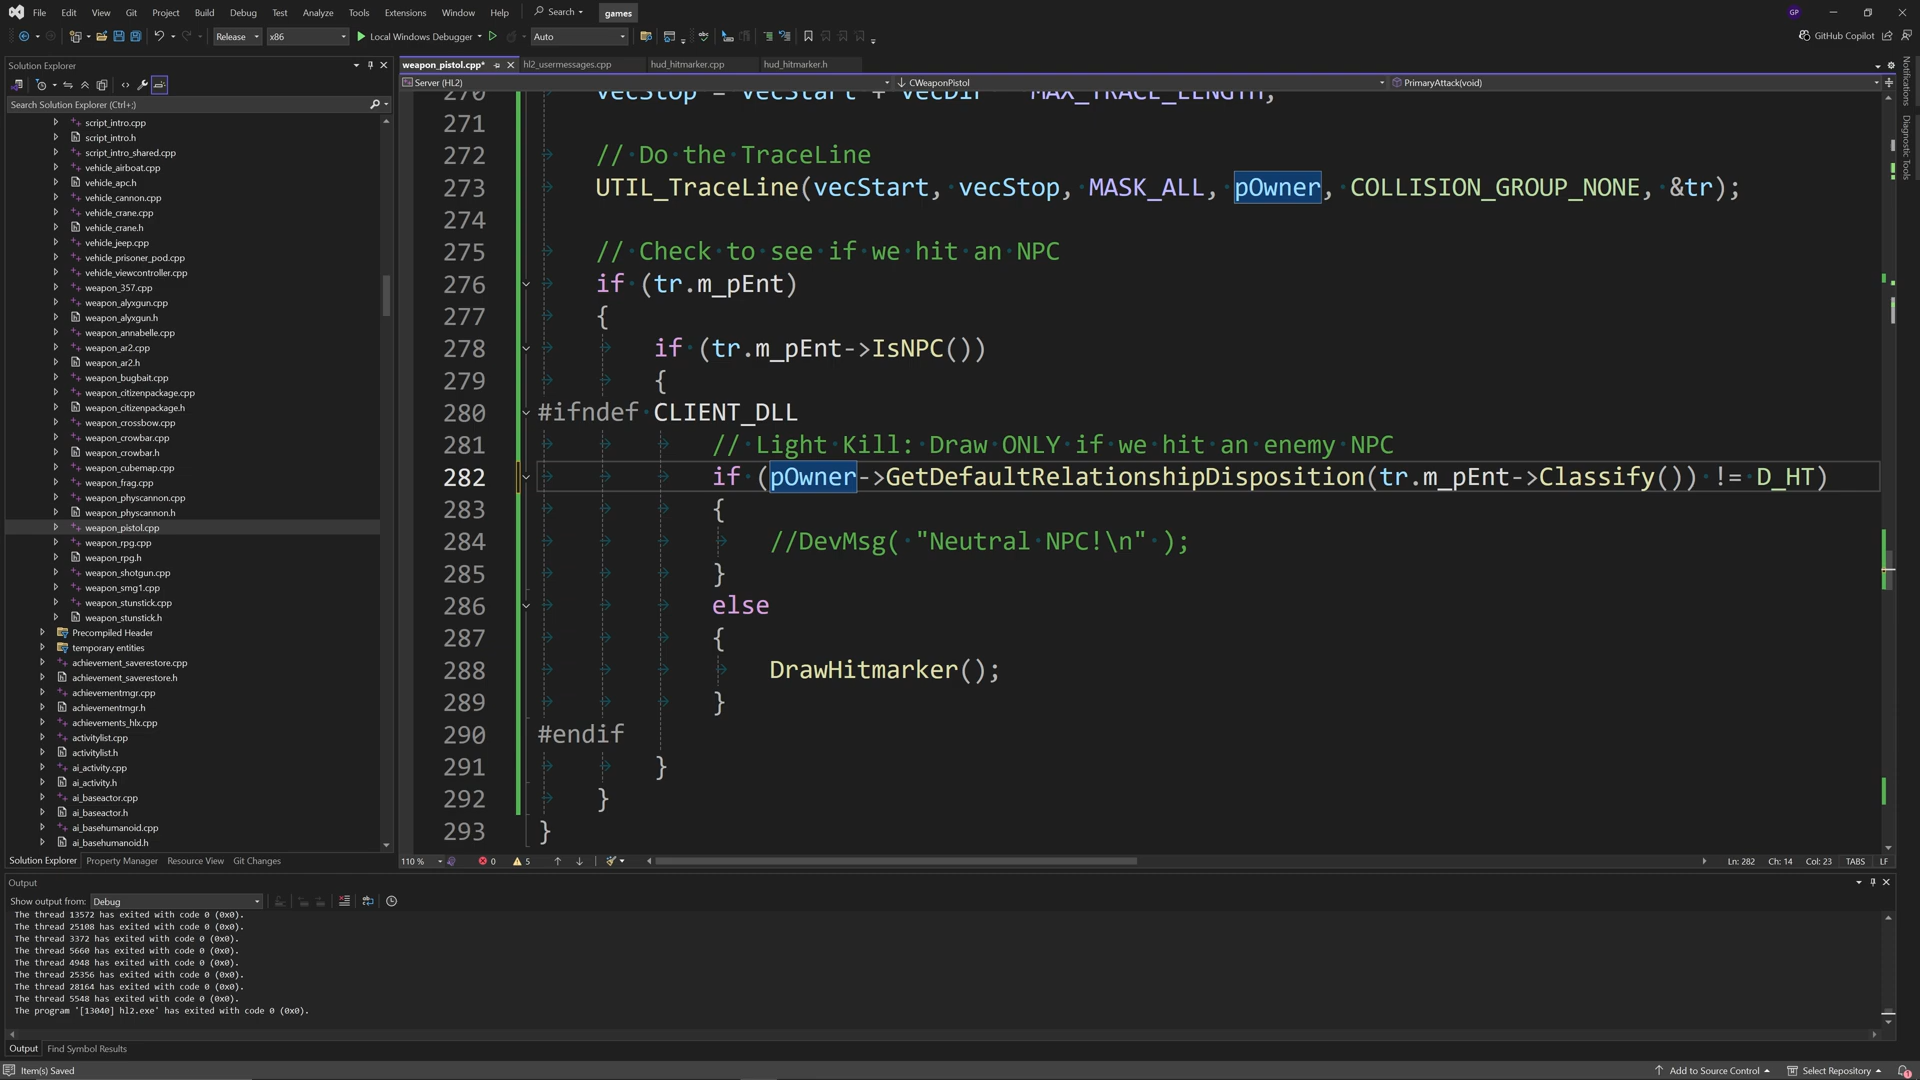 File Edit View Git Project Build Debug Test Analyze Tools Extensions Window Help Search games GP
Release x86 Local Windows Debugger Auto GitHub Copilot
Solution Explorer
Search Solution Explorer (Ctrl+;)
script_intro.cpp
script_intro.h
script_intro_shared.cpp
vehicle_airboat.cpp
vehicle_apc.h
vehicle_cannon.cpp
vehicle_crane.cpp
vehicle_crane.h
vehicle_jeep.cpp
vehicle_prisoner_pod.cpp
vehicle_viewcontroller.cpp
weapon_357.cpp
weapon_alyxgun.cpp
weapon_alyxgun.h
weapon_annabelle.cpp
weapon_ar2.cpp
weapon_ar2.h
weapon_bugbait.cpp
weapon_citizenpackage.cpp
weapon_citizenpackage.h
weapon_crossbow.cpp
weapon_crowbar.cpp
weapon_crowbar.h
weapon_cubemap.cpp
weapon_frag.cpp
weapon_physcannon.cpp
weapon_physcannon.h
weapon_pistol.cpp
weapon_rpg.cpp
weapon_rpg.h
weapon_shotgun.cpp
weapon_smg1.cpp
weapon_stunstick.cpp
weapon_stunstick.h
Precompiled Header
temporary entities
achievement_saverestore.cpp
achievement_saverestore.h
achievementmgr.cpp
achievementmgr.h
achievements_hlx.cpp
activitylist.cpp
activitylist.h
ai_activity.cpp
ai_activity.h
ai_baseactor.cpp
ai_baseactor.h
ai_basehumanoid.cpp
ai_basehumanoid.h
Solution Explorer Property Manager Resource View Git Changes
weapon_pistol.cpp* hl2_usermessages.cpp hud_hitmarker.cpp hud_hitmarker.h
Server (HL2) CWeaponPistol PrimaryAttack(void)
270 vecStop = vecStart + vecDir * MAX_TRACE_LENGTH;
271
272 // Do the TraceLine
273 UTIL_TraceLine(vecStart, vecStop, MASK_ALL, pOwner, COLLISION_GROUP_NONE, &tr);
274
275 // Check to see if we hit an NPC
276 if (tr.m_pEnt)
277 {
278 if (tr.m_pEnt->IsNPC())
279 {
280 #ifndef CLIENT_DLL
281 // Light Kill: Draw ONLY if we hit an enemy NPC
282 if (pOwner->GetDefaultRelationshipDisposition(tr.m_pEnt->Classify()) != D_HT)
283 {
284 //DevMsg( "Neutral NPC!\n" );
285 }
286 else
287 {
288 DrawHitmarker();
289 }
290 #endif
291 }
292 }
293 }
110 % 0 5 Ln: 282 Ch: 14 Col: 23 TABS LF
Notifications
Diagnostic Tools
Output
Show output from: Debug
The thread 13572 has exited with code 0 (0x0).
The thread 25108 has exited with code 0 (0x0).
The thread 3372 has exited with code 0 (0x0).
The thread 5660 has exited with code 0 (0x0).
The thread 4948 has exited with code 0 (0x0).
The thread 25356 has exited with code 0 (0x0).
The thread 28164 has exited with code 0 (0x0).
The thread 5548 has exited with code 0 (0x0).
The program '[13040] hl2.exe' has exited with code 0 (0x0).
Output Find Symbol Results
Item(s) Saved Add to Source Control Select Repository